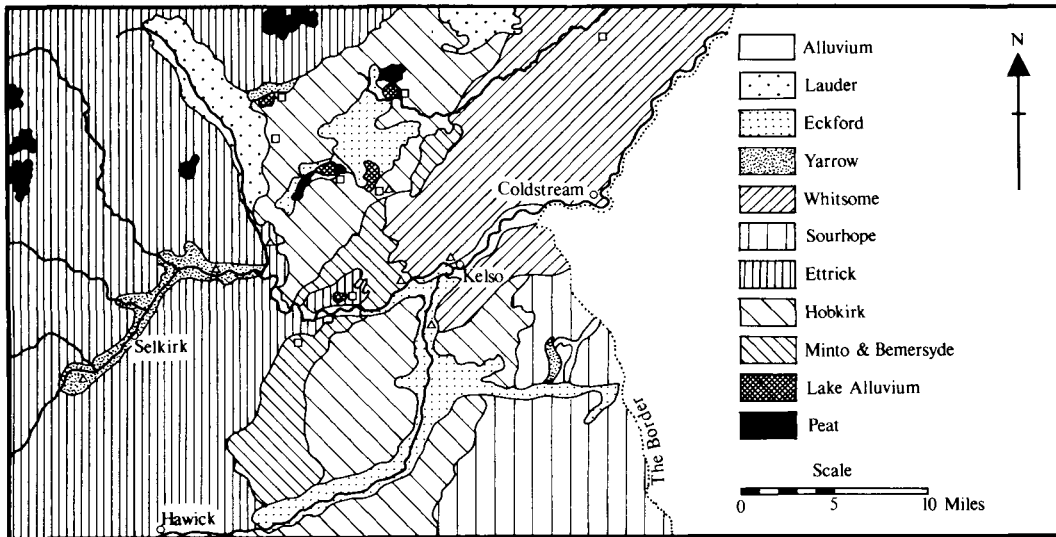 Coldstream
Kelso
Selkirk
Hawick
The Border
Alluvium
Lauder
Eckford
Yarrow
Whitsome
Sourhope
Ettrick
Hobkirk
Minto & Bemersyde
Lake Alluvium
Peat
N
Scale
0 5 10 Miles